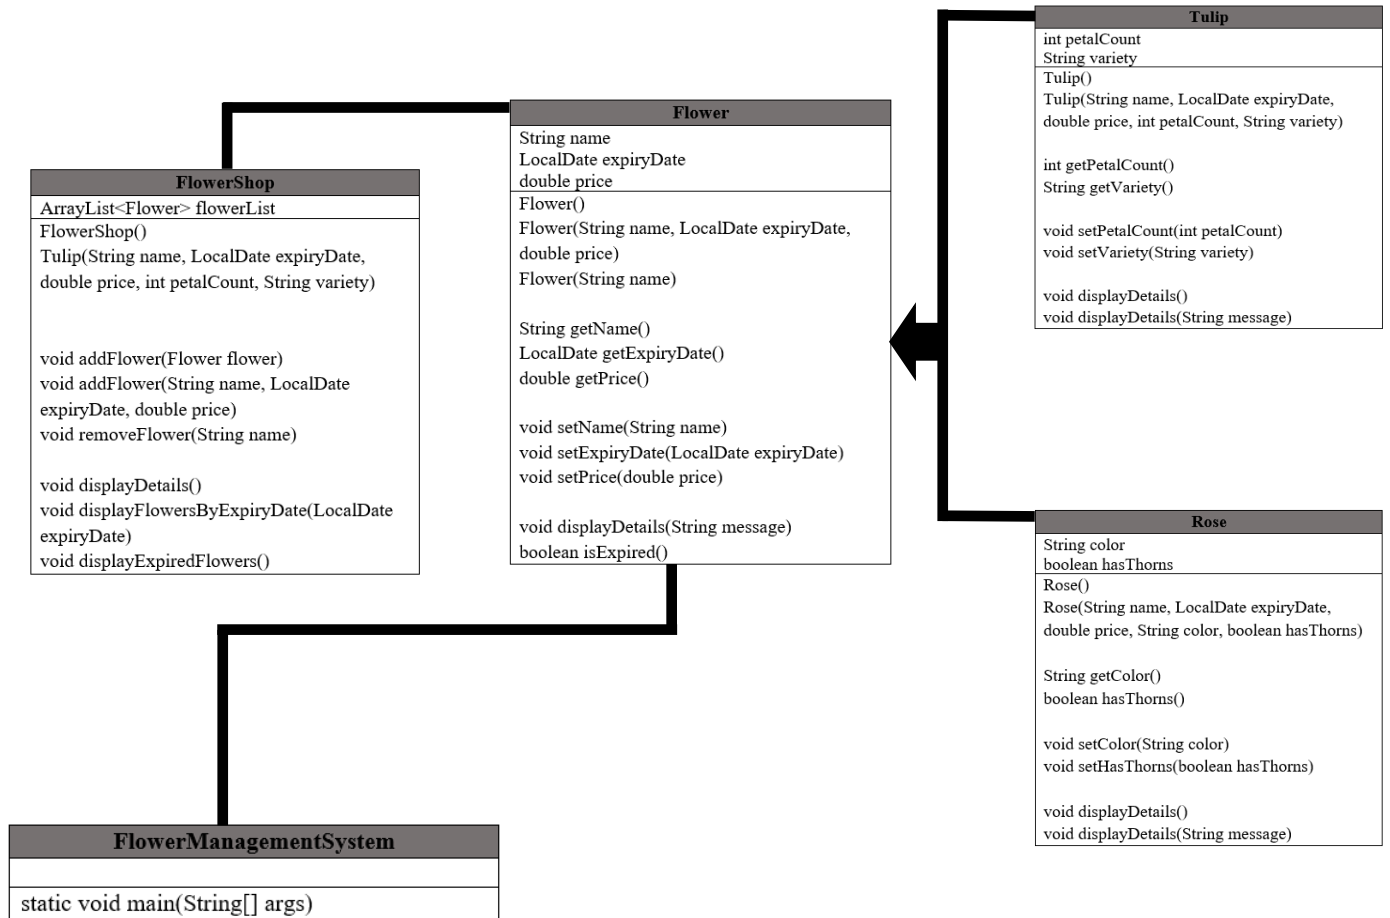 FlowerShop
ArrayList<Flower> flowerList
FlowerShop()
Tulip(String name, LocalDate expiryDate,
double price, int petalCount, String variety)
void addFlower(Flower flower)
void addFlower(String name, LocalDate
expiryDate, double price)
void removeFlower(String name)
void displayDetails()
void displayFlowersByExpiryDate(LocalDate
expiryDate)
void displayExpiredFlowers()
Flower
String name
LocalDate expiryDate
double price
Flower()
Flower(String name, LocalDate expiryDate,
double price)
Flower(String name)
String getName()
LocalDate getExpiryDate()
double getPrice()
void setName(String name)
void setExpiryDate(LocalDate expiryDate)
void setPrice(double price)
void displayDetails(String message)
boolean isExpired()
Tulip
int petalCount
String variety
Tulip()
Tulip(String name, LocalDate expiryDate,
double price, int petalCount, String variety)
int getPetalCount()
String getVariety()
void setPetalCount(int petalCount)
void setVariety(String variety)
void displayDetails()
void displayDetails(String message)
Rose
String color
boolean hasThorns
Rose()
Rose(String name, LocalDate expiryDate,
double price, String color, boolean hasThorns)
String getColor()
boolean hasThorns()
void setColor(String color)
void setHasThorns(boolean hasThorns)
void displayDetails()
void displayDetails(String message)
FlowerManagementSystem
static void main(String[] args)